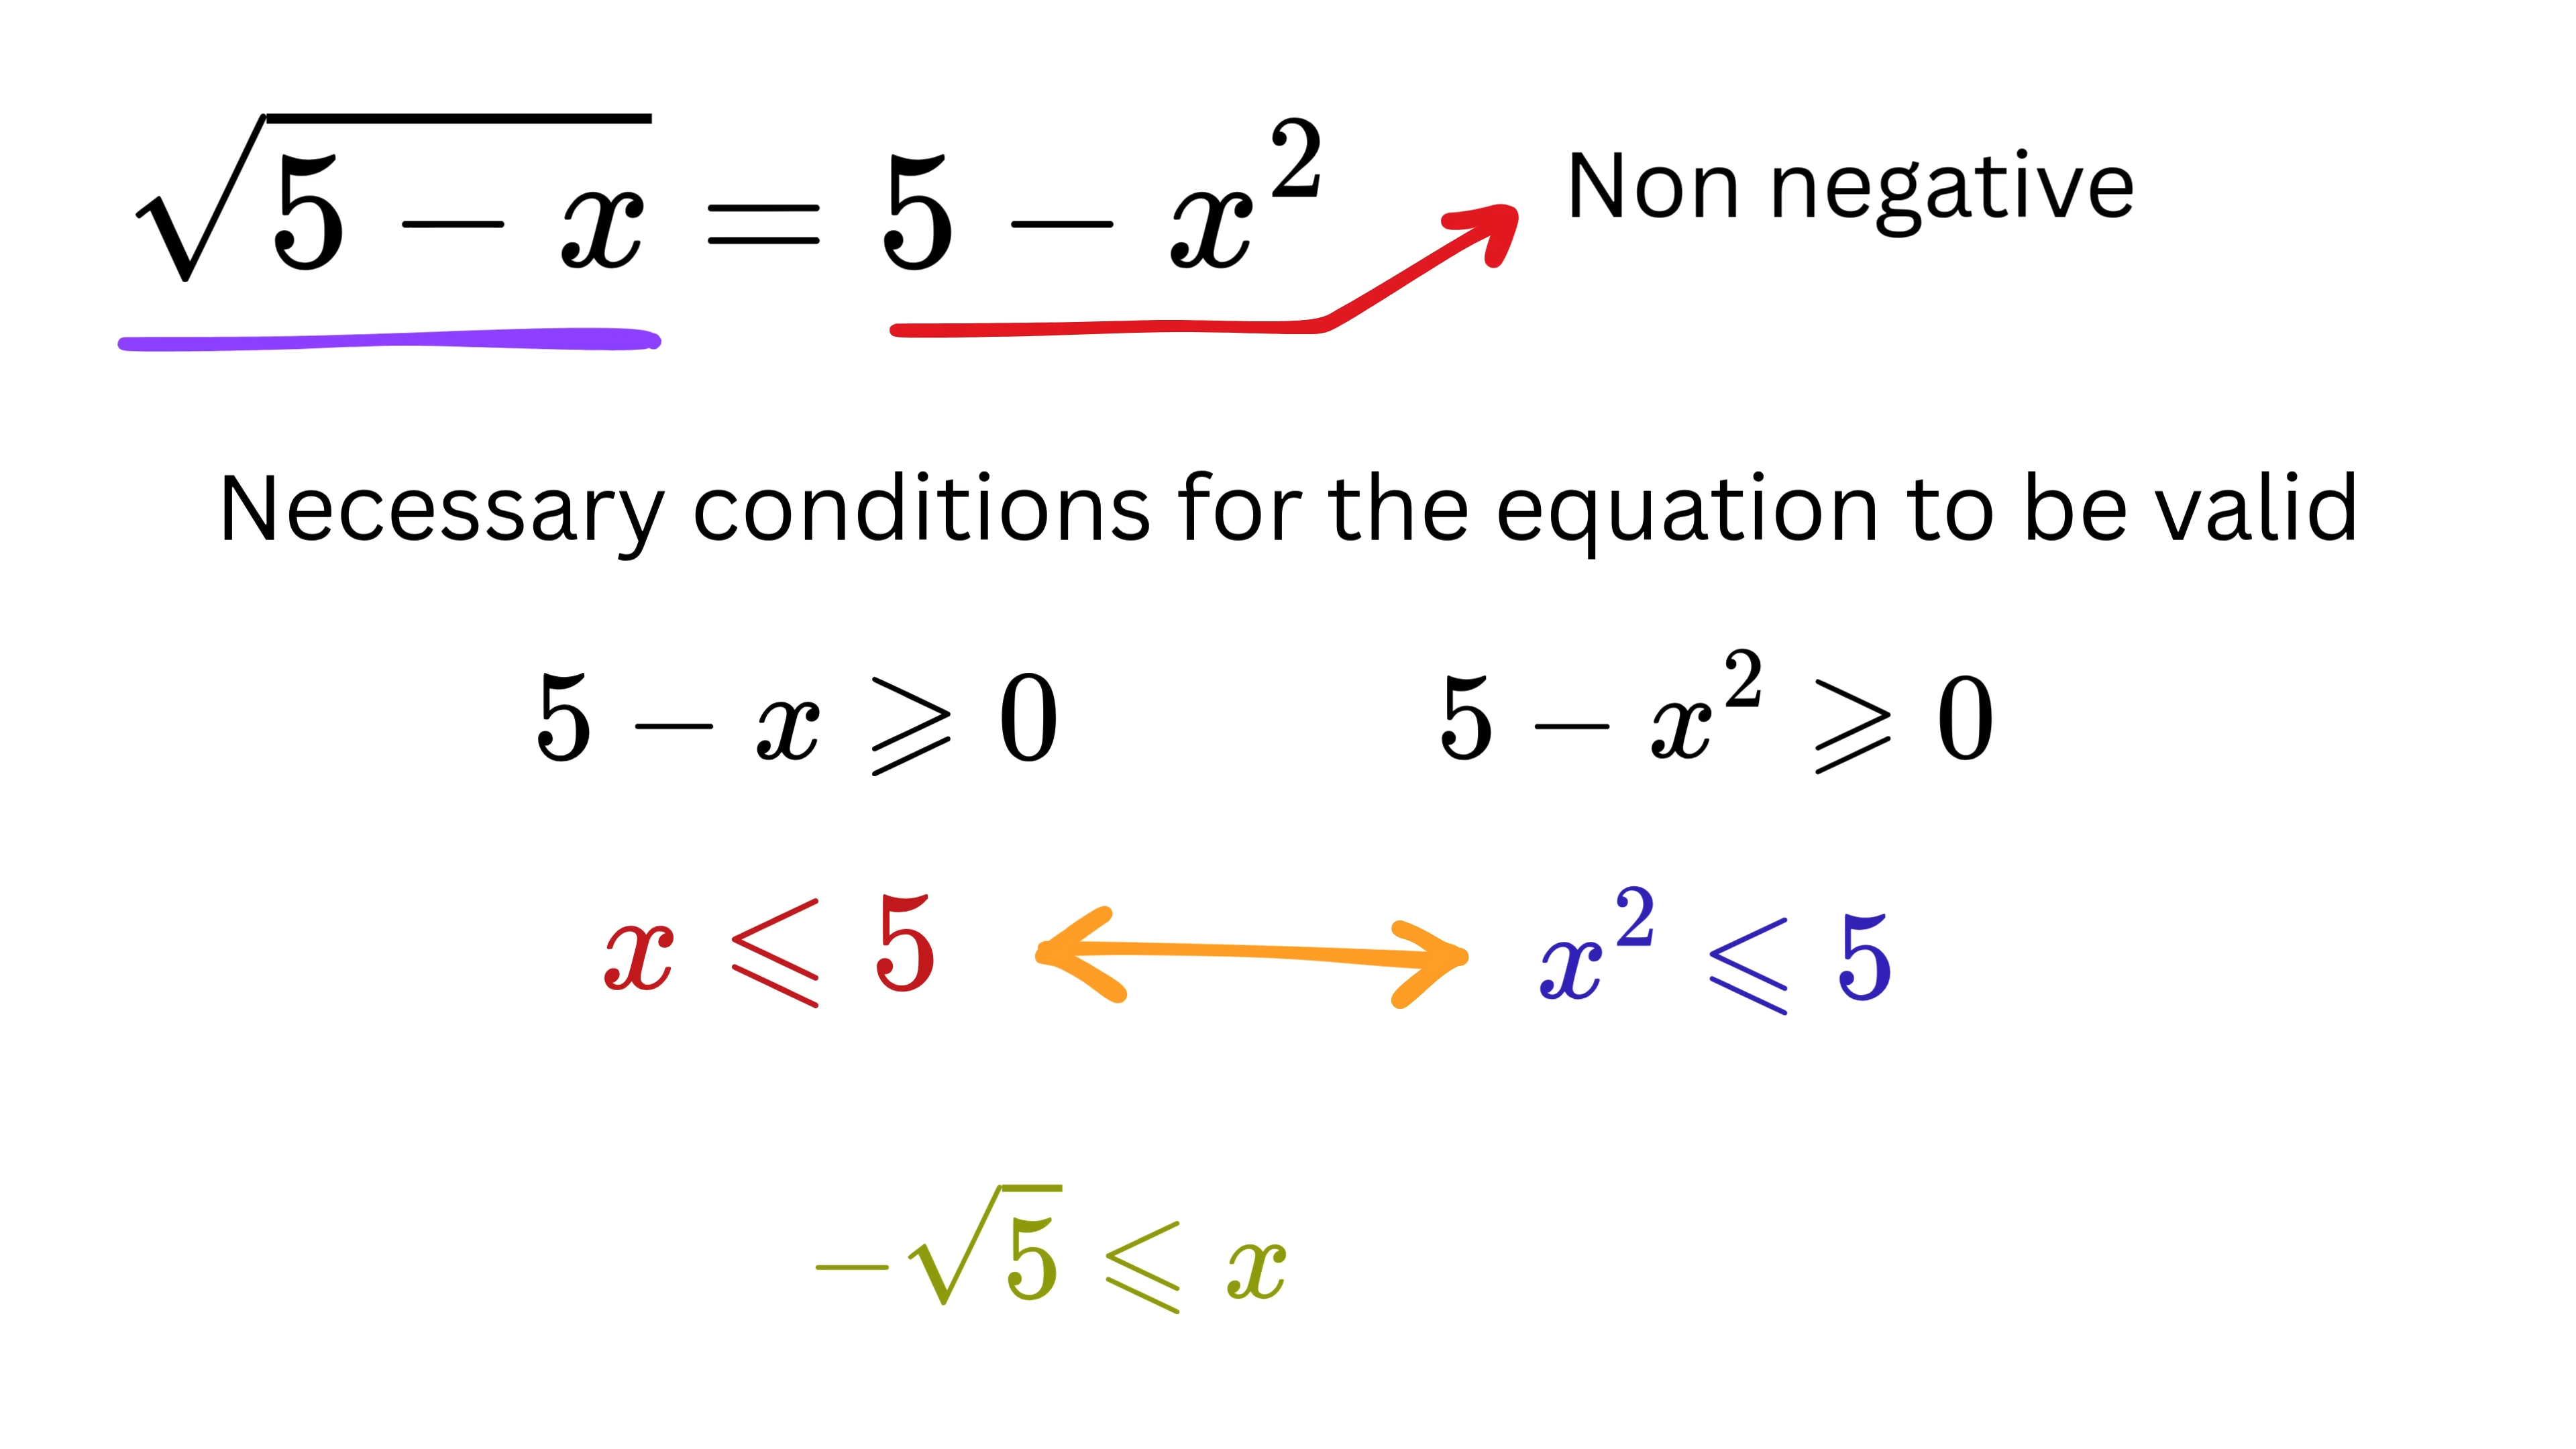 √(5 − x) = 5 − x²
Non negative
Necessary conditions for the equation to be valid
5 − x ⩾ 0
5 − x² ⩾ 0
x ⩽ 5
x² ⩽ 5
−√5 ⩽ x